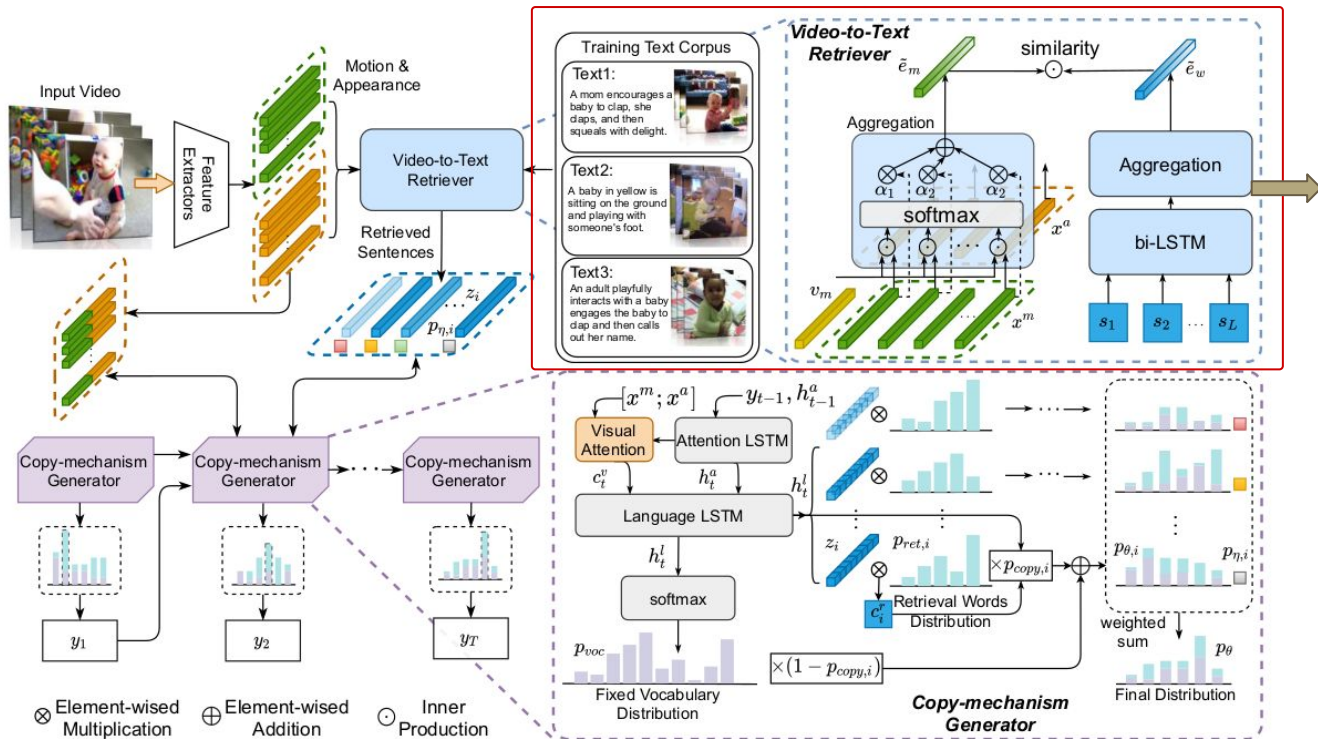 Input Video
Feature
Extractors
Motion &
Appearance
Video-to-Text
Retriever
Retrieved
Sentences
z_i
p_{η,i}
Training Text Corpus
Text1:
A mom encourages a
baby to clap, she
claps, and then
squeals with delight.
Text2:
A baby in yellow is
sitting on the ground
and playing with
someone's foot.
Text3:
An adult playfully
interacts with a baby
engages the baby to
clap and then calls
out her name.
Video-to-Text
Retriever
similarity
ẽ_m
ẽ_w
Aggregation
α_1
α_2
α_2
softmax
x^a
v_m
x^m
Aggregation
bi-LSTM
s_1
s_2
...
s_L
Copy-mechanism
Generator
Copy-mechanism
Generator
Copy-mechanism
Generator
y_1
y_2
y_T
[x^m; x^a]
y_{t-1}, h^a_{t-1}
Visual
Attention
Attention LSTM
c^v_t
h^a_t
h^l_t
Language LSTM
h^l_t
softmax
p_{voc}
Fixed Vocabulary
Distribution
z_i
p_{ret,i}
c^r_i
Retrieval Words
Distribution
×p_{copy,i}
×(1 − p_{copy,i})
p_{θ,i}
p_{η,i}
weighted
sum
p_θ
Final Distribution
Copy-mechanism
Generator
⊗ Element-wised
Multiplication
⊕ Element-wised
Addition
⊙ Inner
Production